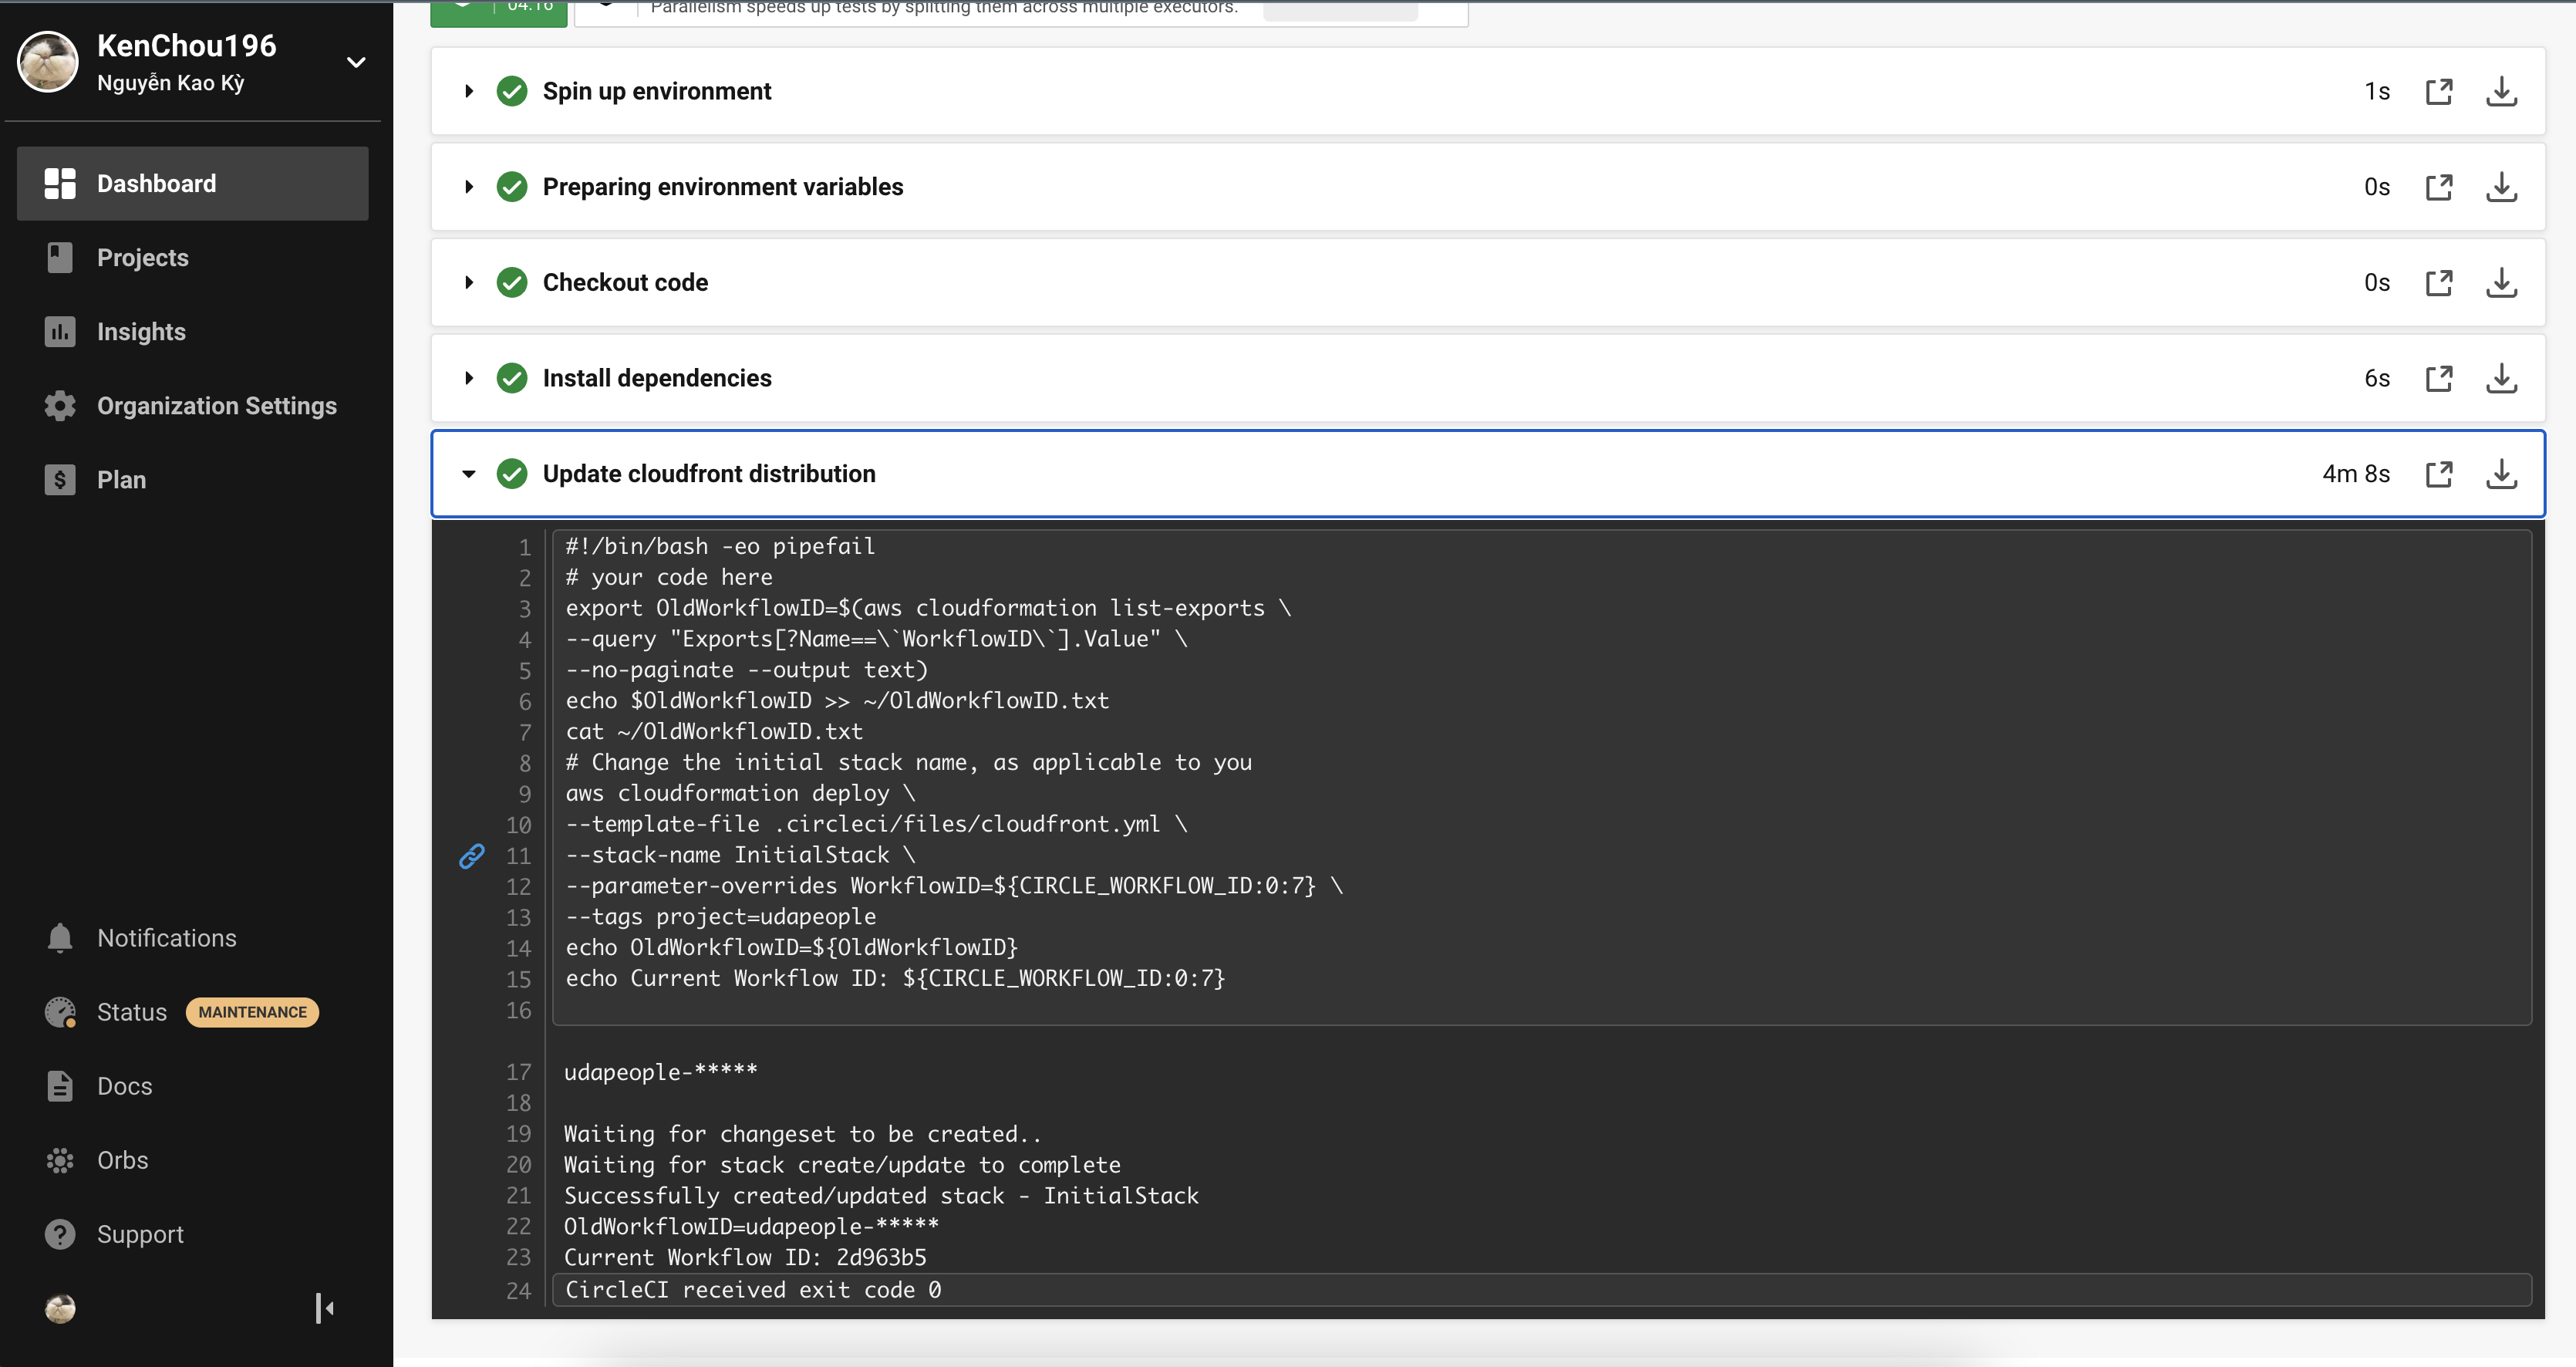 KenChou196
Nguyễn Kao Kỳ
Dashboard
Projects
Insights
Organization Settings
Plan
Notifications
Status MAINTENANCE
Docs
Orbs
Support
04:16
Parallelism speeds up tests by splitting them across multiple executors.
Spin up environment 1s
Preparing environment variables 0s
Checkout code 0s
Install dependencies 6s
Update cloudfront distribution 4m 8s
1 #!/bin/bash -eo pipefail
2 # your code here
3 export OldWorkflowID=$(aws cloudformation list-exports \
4 --query "Exports[?Name==\`WorkflowID\`].Value" \
5 --no-paginate --output text)
6 echo $OldWorkflowID >> ~/OldWorkflowID.txt
7 cat ~/OldWorkflowID.txt
8 # Change the initial stack name, as applicable to you
9 aws cloudformation deploy \
10 --template-file .circleci/files/cloudfront.yml \
11 --stack-name InitialStack \
12 --parameter-overrides WorkflowID=${CIRCLE_WORKFLOW_ID:0:7} \
13 --tags project=udapeople
14 echo OldWorkflowID=${OldWorkflowID}
15 echo Current Workflow ID: ${CIRCLE_WORKFLOW_ID:0:7}
16
17 udapeople-*****
18
19 Waiting for changeset to be created..
20 Waiting for stack create/update to complete
21 Successfully created/updated stack - InitialStack
22 OldWorkflowID=udapeople-*****
23 Current Workflow ID: 2d963b5
24 CircleCI received exit code 0